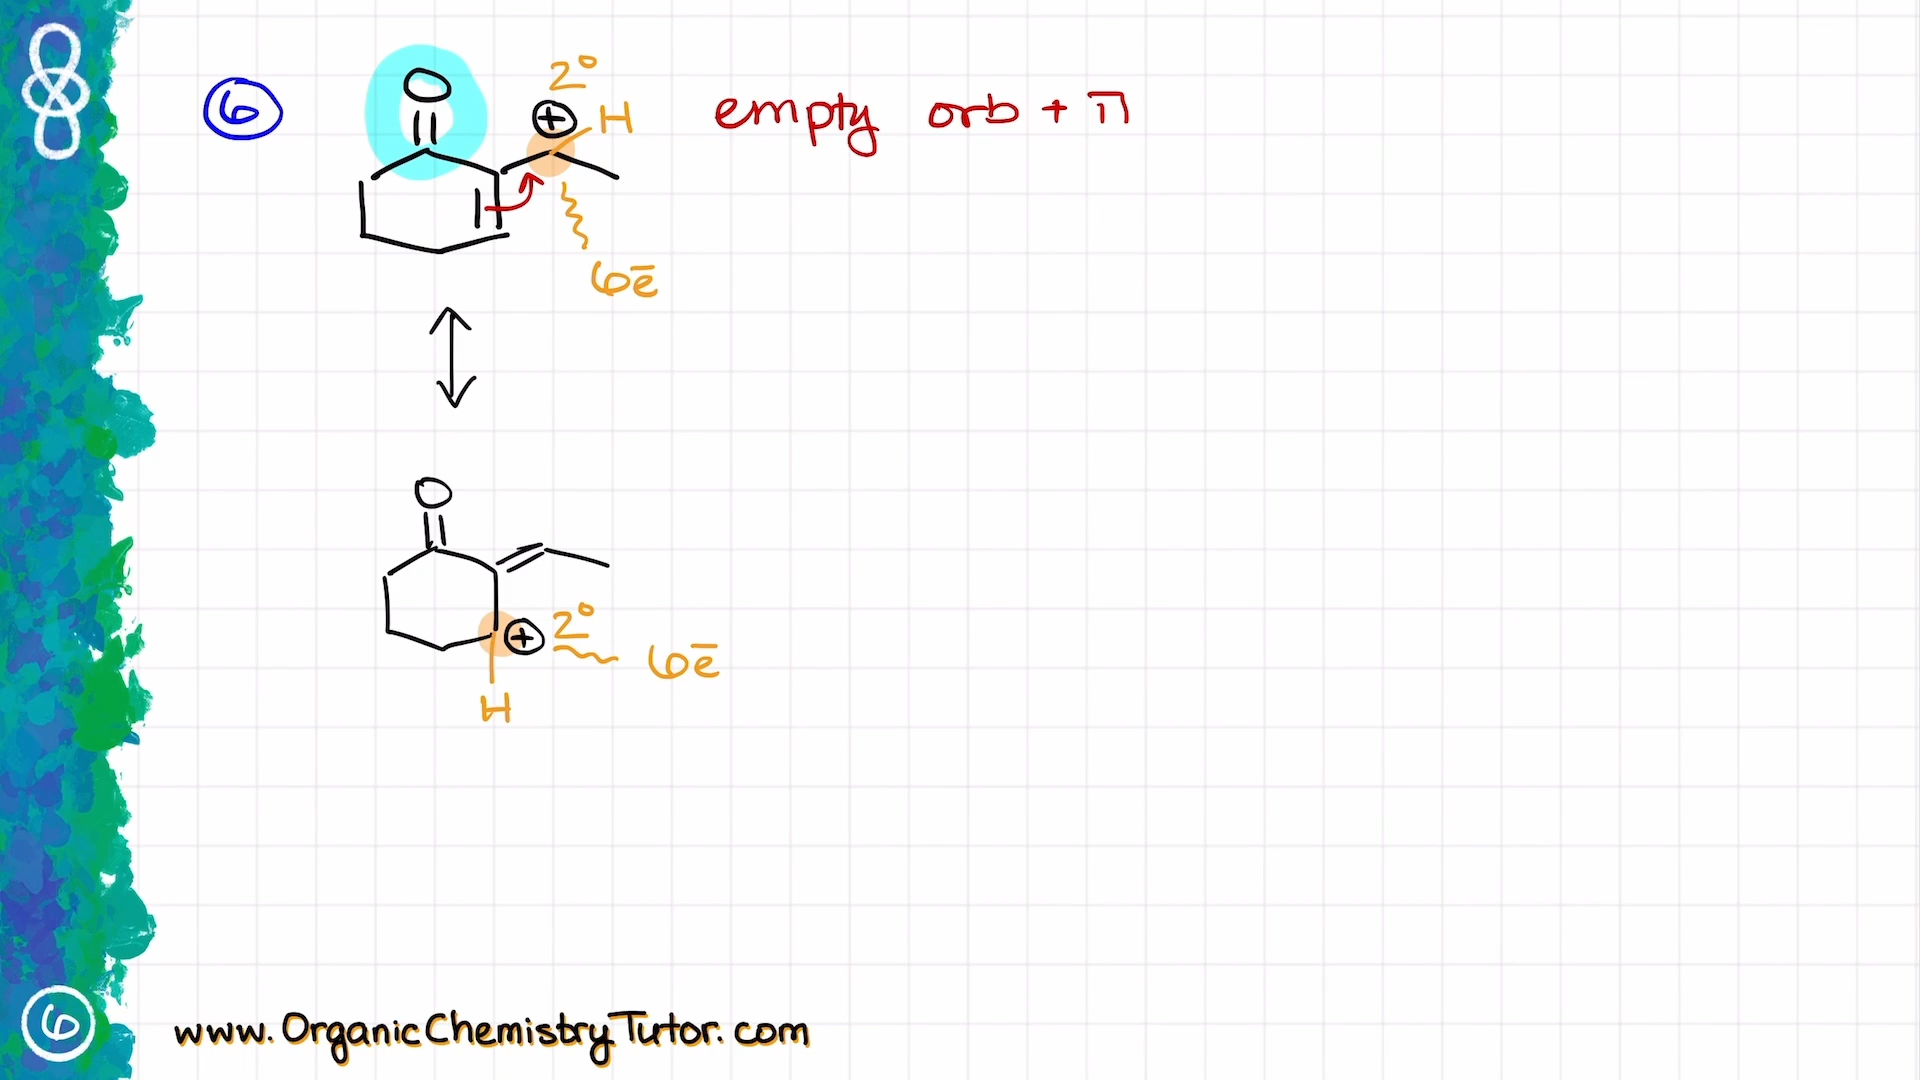 6
O
2°
⊕
H
empty orb + π
6ē
O
2°
⊕
6ē
H
6
www.OrganicChemistryTutor.com